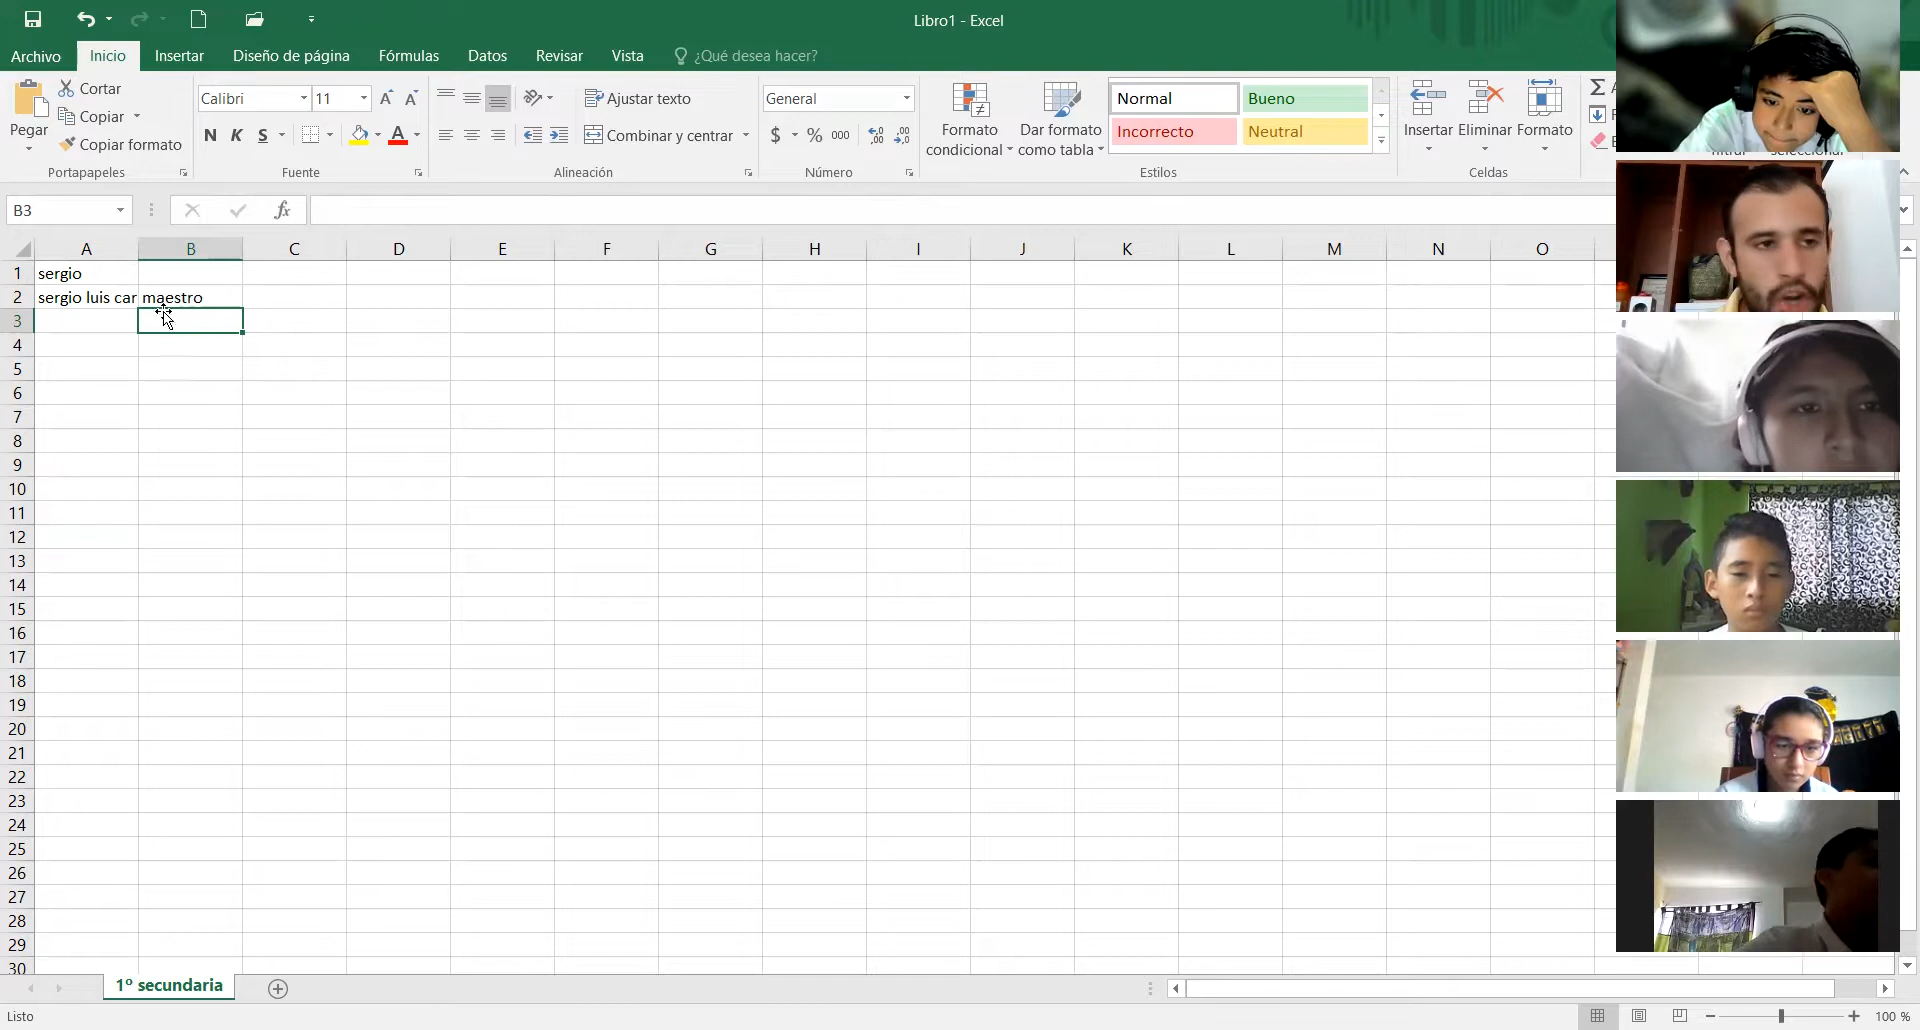 Libro1 - Excel
Archivo
Inicio
Insertar
Diseño de página
Fórmulas
Datos
Revisar
Vista
¿Qué desea hacer?
Pegar
Cortar
Copiar
Copiar formato
Portapapeles
Calibri
11
N K S
A
Fuente
Ajustar texto
Combinar y centrar
Alineación
General
$ % 000
Número
Formato condicional
Dar formato como tabla
Normal
Bueno
Incorrecto
Neutral
Estilos
Insertar
Eliminar
Formato
Celdas
B3
fx
A B C D E F G H I J K L M N O
1 sergio
2 sergio luis car maestro
3
4
5
6
7
8
9
10
11
12
13
14
15
16
17
18
19
20
21
22
23
24
25
26
27
28
29
30
1º secundaria
Listo
100 %